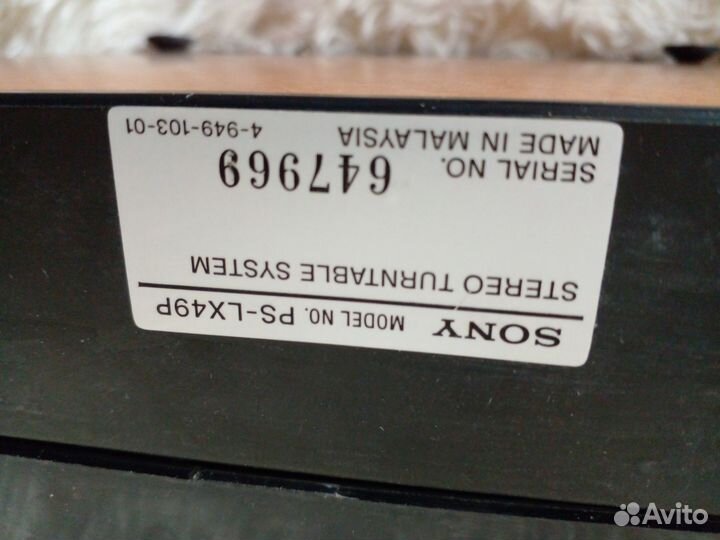 SONY MODEL NO. PS-LX49P
STEREO TURNTABLE SYSTEM
SERIAL NO. 647969
MADE IN MALAYSIA 4-949-103-01
Avito